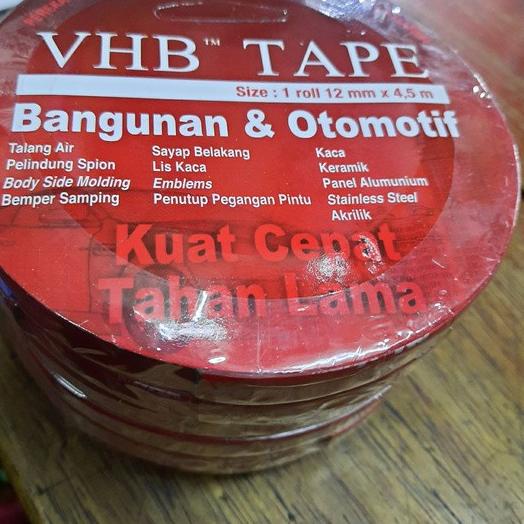 VHB™ TAPE
Size : 1 roll 12 mm x 4,5 m
Bangunan & Otomotif
Talang Air Sayap Belakang Kaca
Pelindung Spion Lis Kaca Keramik
Body Side Molding Emblems Panel Alumunium
Bemper Samping Penutup Pegangan Pintu Stainless Steel
Akrilik
Kuat Cepat
Tahan Lama